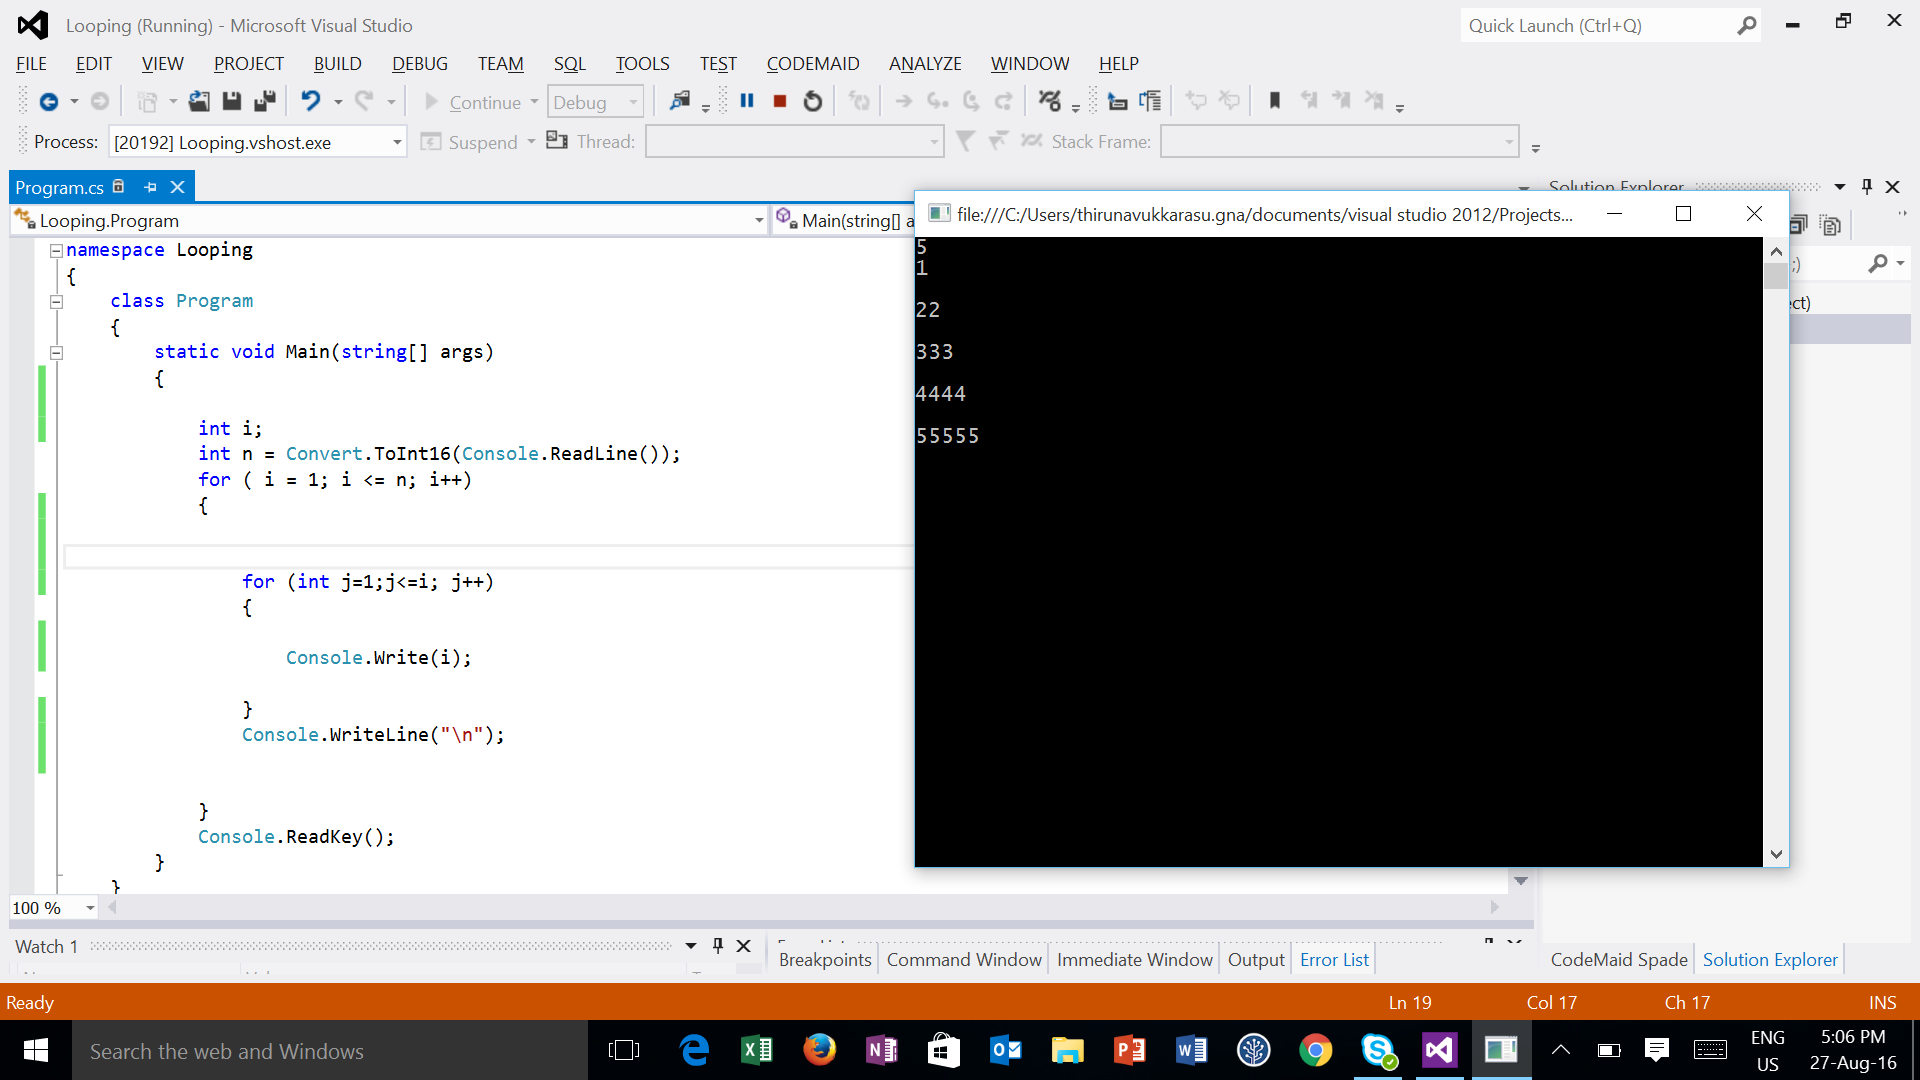 Looping (Running) - Microsoft Visual Studio
Quick Launch (Ctrl+Q)
FILE EDIT VIEW PROJECT BUILD DEBUG TEAM SQL TOOLS TEST CODEMAID ANALYZE WINDOW HELP
Continue Debug
Process: [20192] Looping.vshost.exe Suspend Thread: Stack Frame:
Program.cs
Solution Explorer
Looping.Program
Main(string[] a
file:///C:/Users/thirunavukkarasu.gna/documents/visual studio 2012/Projects...
;)
ect)
namespace Looping
{
class Program
{
static void Main(string[] args)
{
int i;
int n = Convert.ToInt16(Console.ReadLine());
for ( i = 1; i <= n; i++)
{
for (int j=1;j<=i; j++)
{
Console.Write(i);
}
Console.WriteLine("\n");
}
Console.ReadKey();
}
}
5
1
22
333
4444
55555
100 %
Watch 1
Breakpoints Command Window Immediate Window Output Error List
CodeMaid Spade Solution Explorer
Ready
Ln 19 Col 17 Ch 17 INS
Search the web and Windows
ENG
US
5:06 PM
27-Aug-16